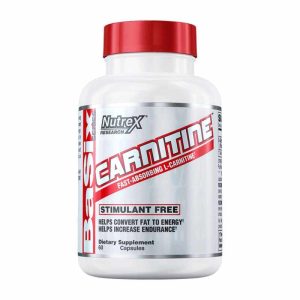 BASIX
Nutrex
RESEARCH
CARNITINE
FAST-ABSORBING L-CARNITINE
STIMULANT FREE
HELPS CONVERT FAT TO ENERGY†
HELPS INCREASE ENDURANCE†
Dietary Supplement
60 Capsules